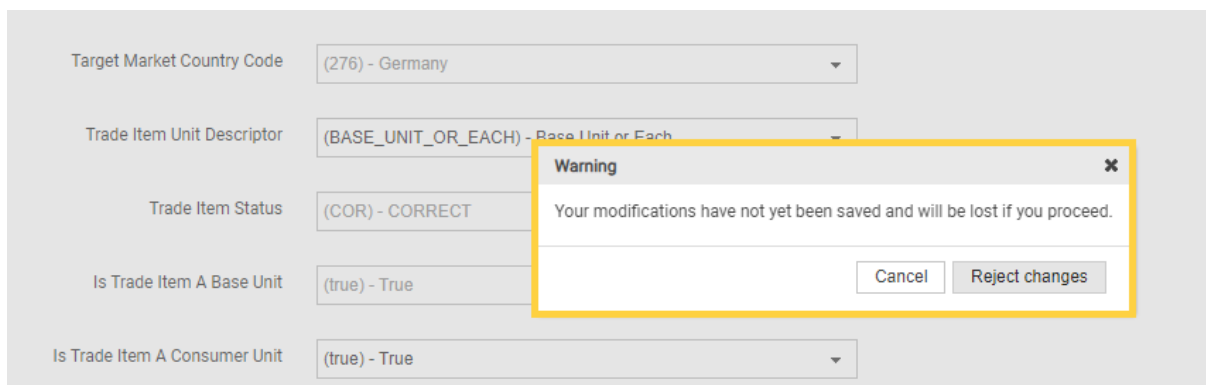 Target Market Country Code
(276) - Germany
Trade Item Unit Descriptor
(BASE_UNIT_OR_EACH) - Base Unit or Each
Warning
Your modifications have not yet been saved and will be lost if you proceed.
Cancel
Reject changes
Trade Item Status
(COR) - CORRECT
Is Trade Item A Base Unit
(true) - True
Is Trade Item A Consumer Unit
(true) - True